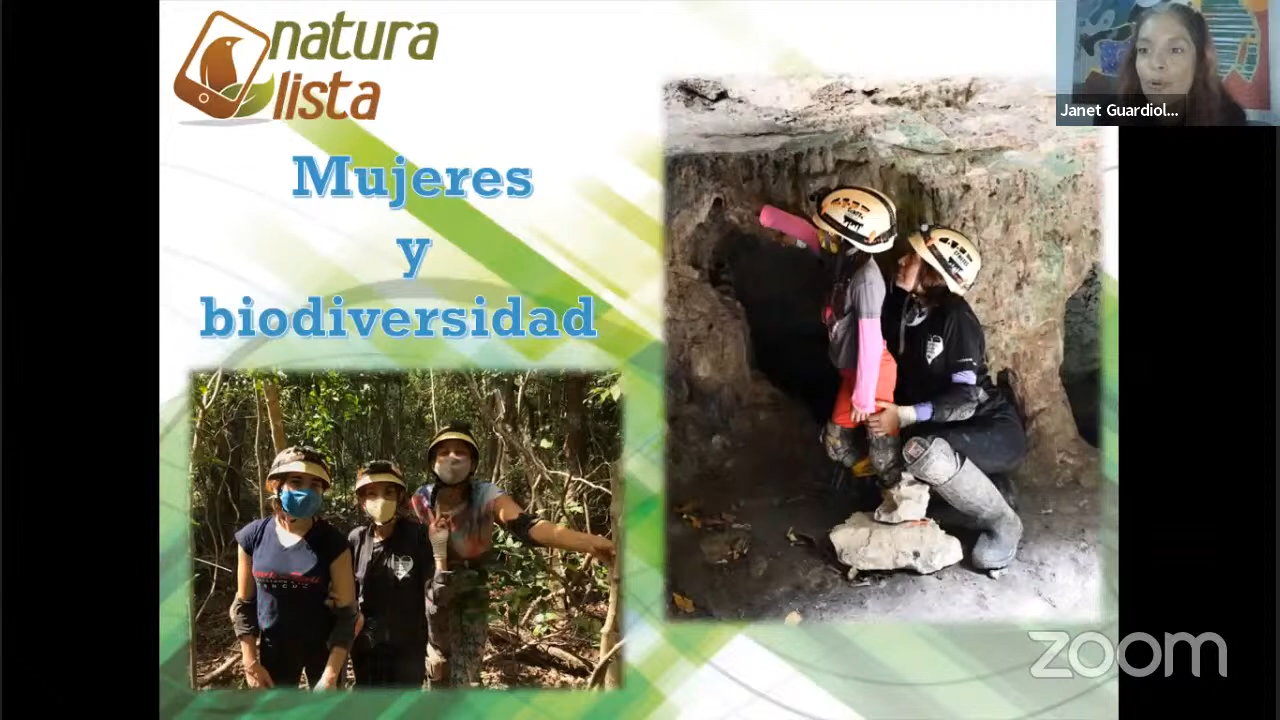 natura
lista
Mujeres
y
biodiversidad
Janet Guardiol...
zoom